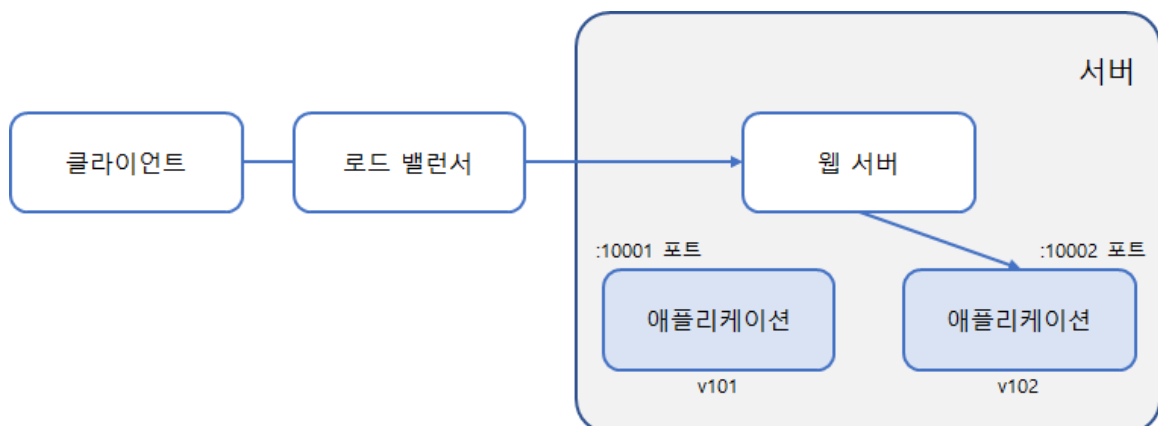 서버
클라이언트
로드 밸런서
웹 서버
:10001 포트
:10002 포트
애플리케이션
애플리케이션
v101
v102